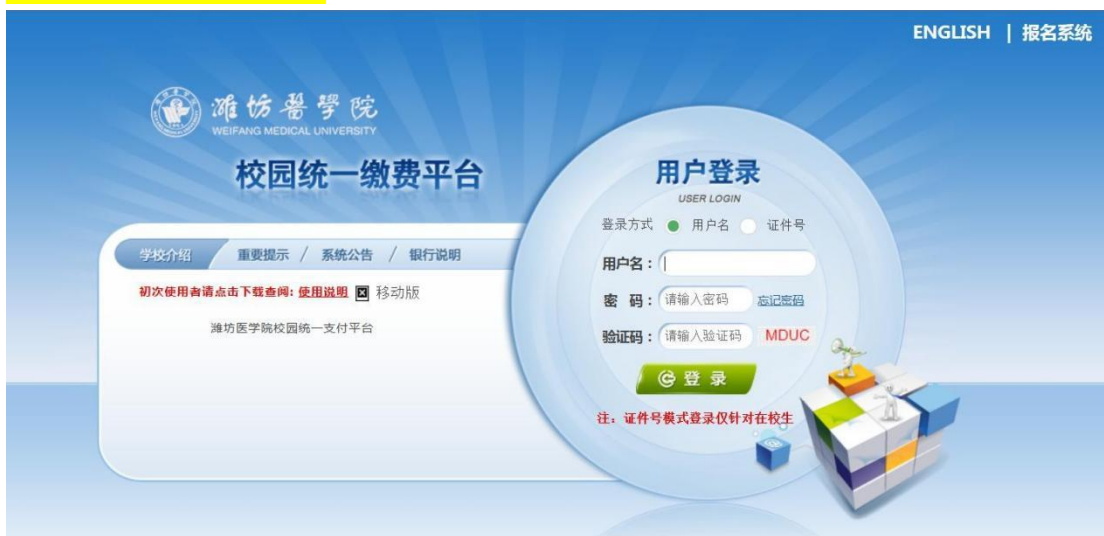 ENGLISH | 报名系统
濰坊醫學院
WEIFANG MEDICAL UNIVERSITY
校园统一缴费平台
学校介绍 / 重要提示 / 系统公告 / 银行说明
初次使用者请点击下载查阅: 使用说明 移动版
潍坊医学院校园统一支付平台
用户登录
USER LOGIN
登录方式 用户名 证件号
用户名：
密 码： 请输入密码 忘记密码
验证码： 请输入验证码 MDUC
登 录
注：证件号模式登录仅针对在校生